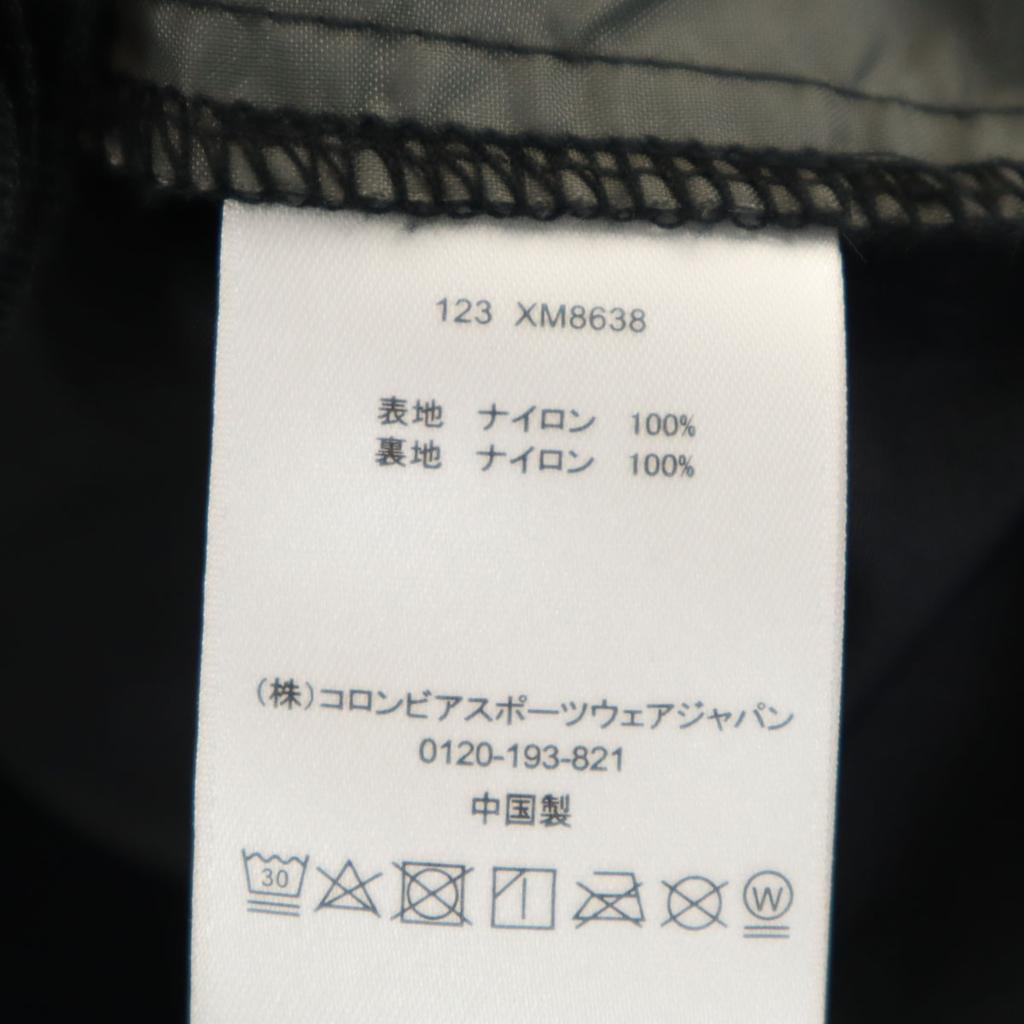 123 XM8638
表地 ナイロン 100%
裏地 ナイロン 100%
(株)コロンビアスポーツウェアジャパン
0120-193-821
中国製
30 W